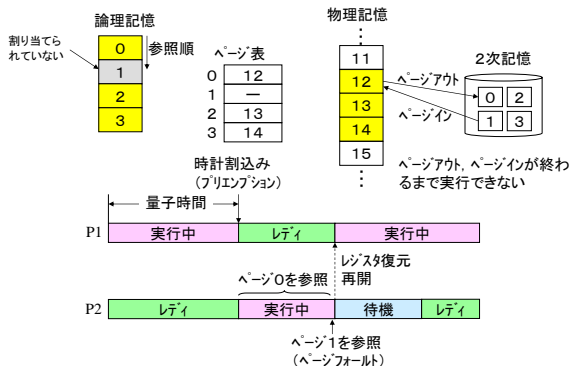 論理記憶
割り当てら
れていない
0
1
2
3
参照順
ページ表
0 12
1 ー
2 13
3 14
物理記憶
⋮
11
12
13
14
15
⋮
ページアウト
ページイン
2次記憶
0 2
1 3
ページアウト,ページインが終わ
るまで実行できない
時計割込み
(プリエンプション)
量子時間
P1 実行中 レディ 実行中
ページ0を参照
レジスタ復元
再開
P2 レディ 実行中 待機 レディ
ページ1を参照
(ページフォールト)